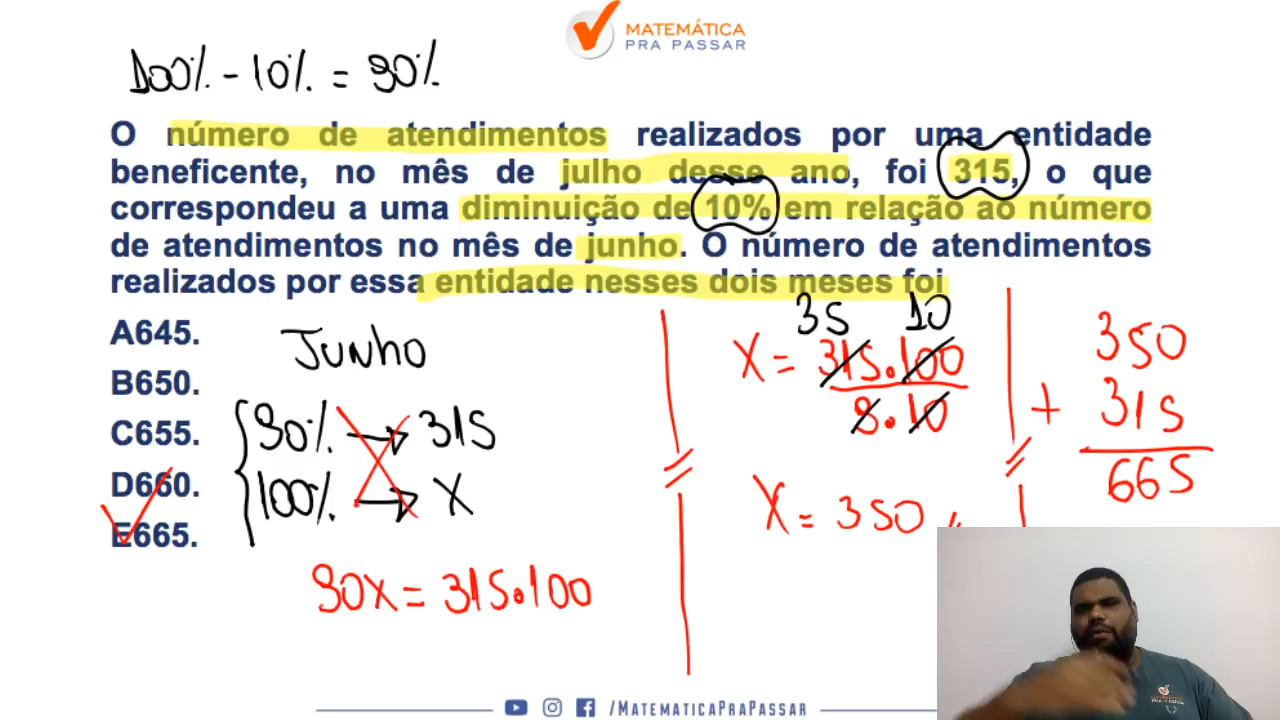 MATEMÁTICA
PRA PASSAR
100% - 10% = 90%
O número de atendimentos realizados por uma entidade
beneficente, no mês de julho desse ano, foi 315, o que
correspondeu a uma diminuição de 10% em relação ao número
de atendimentos no mês de junho. O número de atendimentos
realizados por essa entidade nesses dois meses foi
A645.
B650.
C655.
D660.
E665.
JUNHO
90% → 315
100% → X
90X = 315.100
35 10
X = 315.100
9.10
X = 350
350
+ 315
665
/MATEMATICAPRAPASSAR
MATEMÁTICA
PRA PASSAR